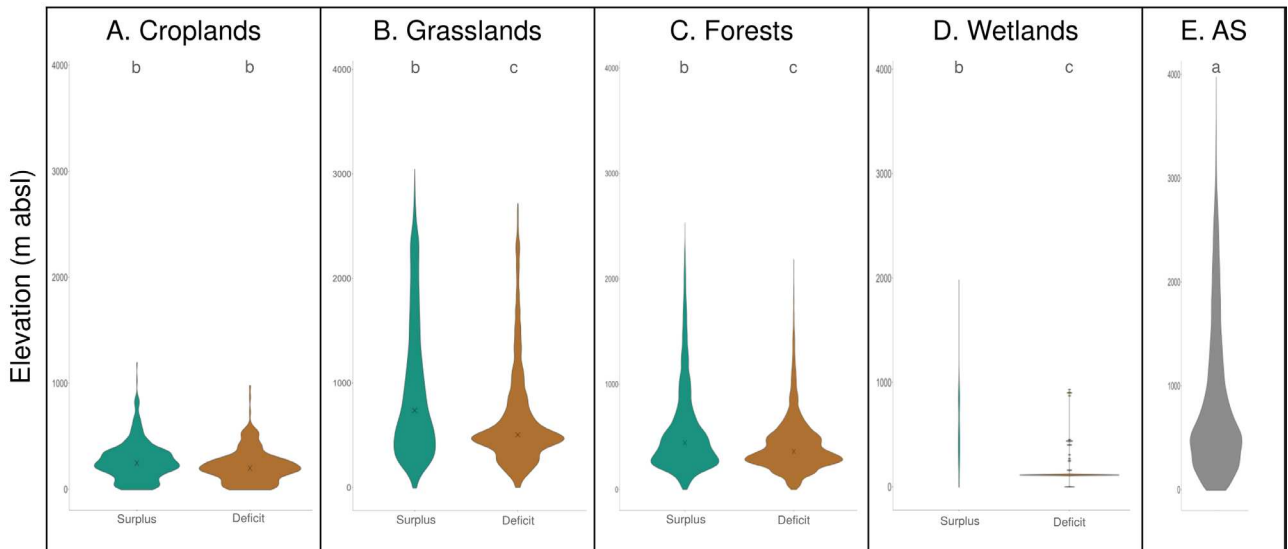 A. Croplands
B. Grasslands
C. Forests
D. Wetlands
E. AS
b b
b c
b c
b c
a
Elevation (m absl)
4000
3000
2000
1000
0
4000
3000
2000
1000
0
4000
3000
2000
1000
0
4000
3000
2000
1000
0
4000
3000
2000
1000
0
Surplus Deficit
Surplus Deficit
Surplus Deficit
Surplus Deficit